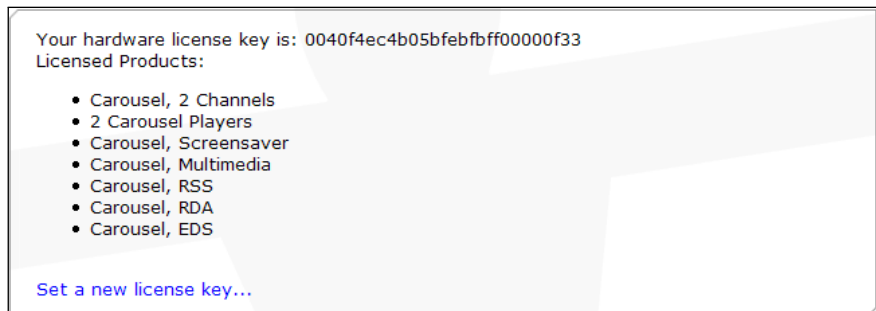 Your hardware license key is: 0040f4ec4b05bfebfbff00000f33
Licensed Products:
• Carousel, 2 Channels
• 2 Carousel Players
• Carousel, Screensaver
• Carousel, Multimedia
• Carousel, RSS
• Carousel, RDA
• Carousel, EDS
Set a new license key...